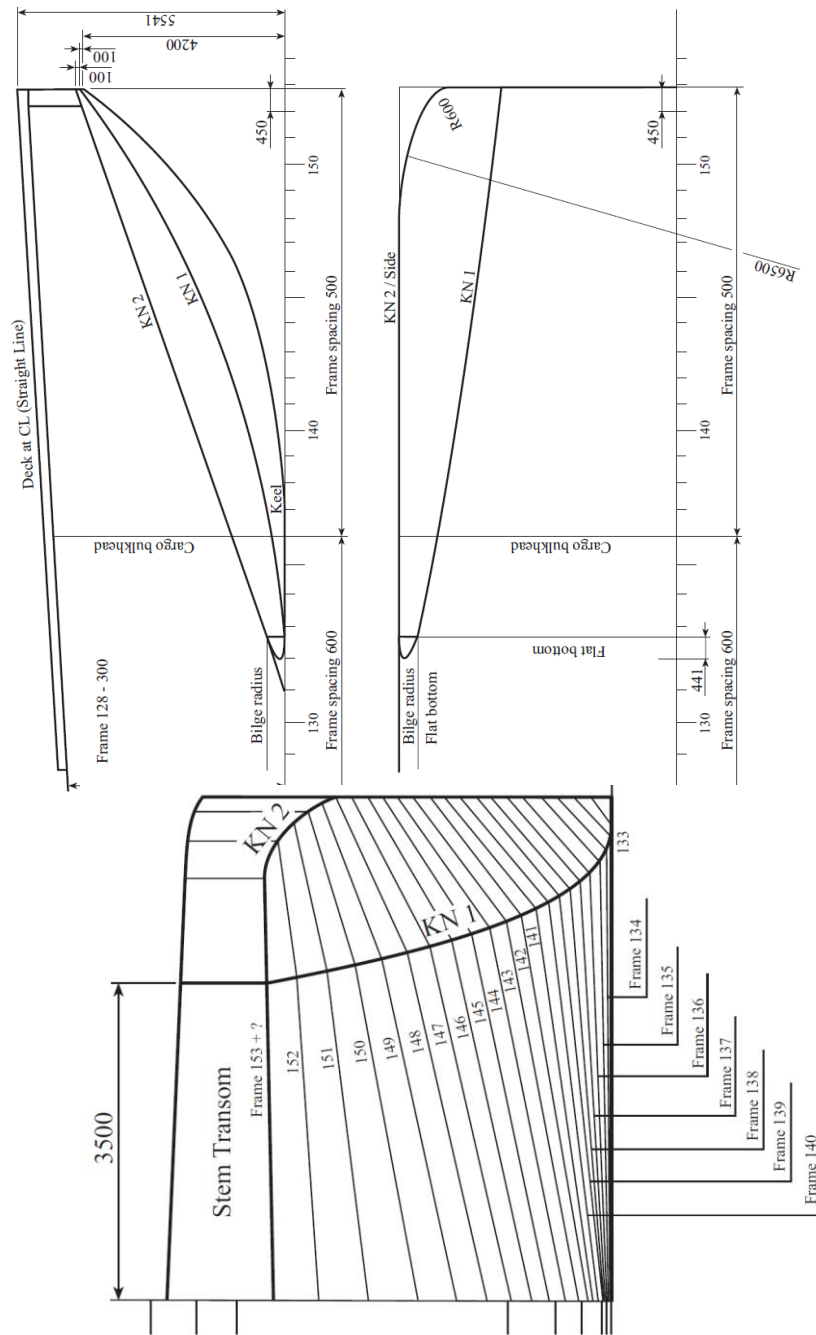 5541
4200
100
100
450
150
140
130
Deck at CL (Straight Line)
KN 2
KN 1
Keel
Cargo bulkhead
Frame spacing 500
Frame spacing 600
Bilge radius
Frame 128 - 300
R600
450
150
140
130
KN 2 / Side
KN 1
R6500
Frame spacing 500
Cargo bulkhead
Flat bottom
Frame spacing 600
Bilge radius
Flat bottom
441
KN 2
KN 1
133
3500
Stem Transom
Frame 153 + ?
152
151
150
149
148
147
146
145
144
143
142
141
Frame 134
Frame 135
Frame 136
Frame 137
Frame 138
Frame 139
Frame 140